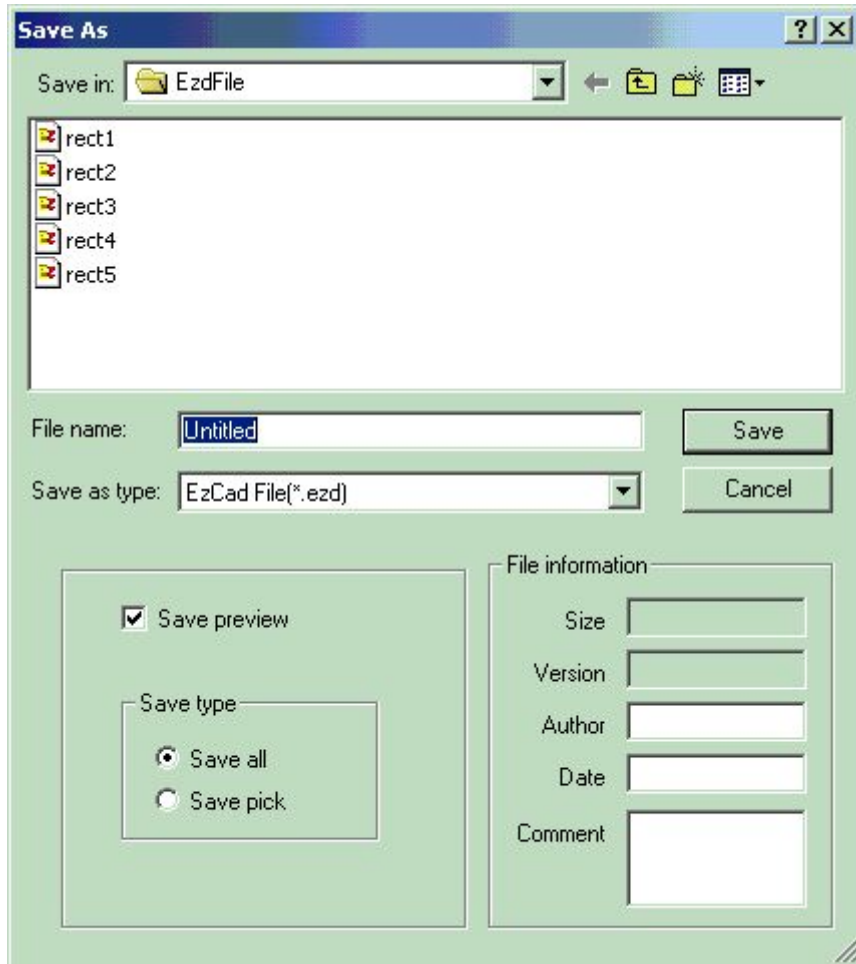 Save As
Save in: EzdFile
rect1
rect2
rect3
rect4
rect5
File name: Untitled Save
Save as type: EzCad File(*.ezd) Cancel
Save preview
Save type
Save all
Save pick
File information
Size
Version
Author
Date
Comment